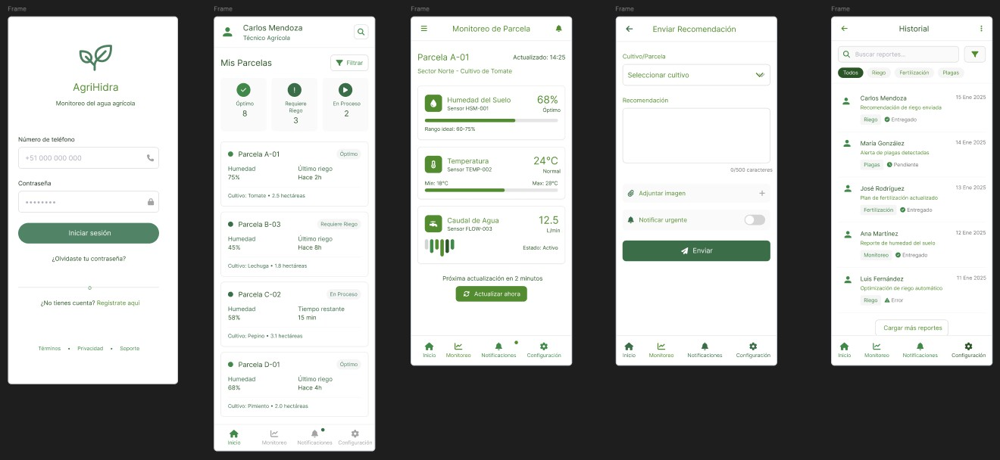 Frame
AgriHidra
Monitoreo del agua agrícola
Número de teléfono
+51 000 000 000
Contraseña
Iniciar sesión
¿Olvidaste tu contraseña?
¿No tienes cuenta? Registrate aquí
Términos • Privacidad • Soporte
Frame
Carlos Mendoza
Técnico Agrícola
Mis Parcelas
Filtrar
Óptimo
8
Requiere
Riego
3
En Proceso
2
Parcela A-01 Óptimo
Humedad Último riego
75% Hace 2h
Cultivo: Tomate • 2.5 hectáreas
Parcela B-03 Requiere Riego
Humedad Último riego
45% Hace 8h
Cultivo: Lechuga • 1.8 hectáreas
Parcela C-02 En Proceso
Humedad Tiempo restante
58% 15 min
Cultivo: Pepino • 3.1 hectáreas
Parcela D-01 Óptimo
Humedad Último riego
68% Hace 4h
Cultivo: Pimiento • 2.0 hectáreas
Inicio Monitoreo Notificaciones Configuración
Frame
Monitoreo de Parcela
Parcela A-01 Actualizado: 14:25
Sector Norte - Cultivo de Tomate
Humedad del Suelo 68%
Sensor HSM-001 Óptimo
Rango ideal: 60-75%
Temperatura 24°C
Sensor TEMP-002 Normal
Min: 18°C Max: 28°C
Caudal de Agua 12.5
Sensor FLOW-003 L/min
Estado: Activo
Próxima actualización en 2 minutos
Actualizar ahora
Inicio Monitoreo Notificaciones Configuración
Frame
Enviar Recomendación
Cultivo/Parcela
Seleccionar cultivo
Recomendación
0/500 caracteres
Adjuntar imagen
Notificar urgente
Enviar
Inicio Monitoreo Notificaciones Configuración
Frame
Historial
Buscar reportes...
Todos Riego Fertilización Plagas
Carlos Mendoza 15 Ene 2025
Recomendación de riego enviada
Riego Entregado
María González 14 Ene 2025
Alerta de plagas detectadas
Plagas Pendiente
José Rodríguez 13 Ene 2025
Plan de fertilización actualizado
Fertilización Entregado
Ana Martínez 12 Ene 2025
Reporte de humedad del suelo
Monitoreo Entregado
Luis Fernández 11 Ene 2025
Optimización de riego automático
Riego Error
Cargar más reportes
Inicio Monitoreo Notificaciones Configuración